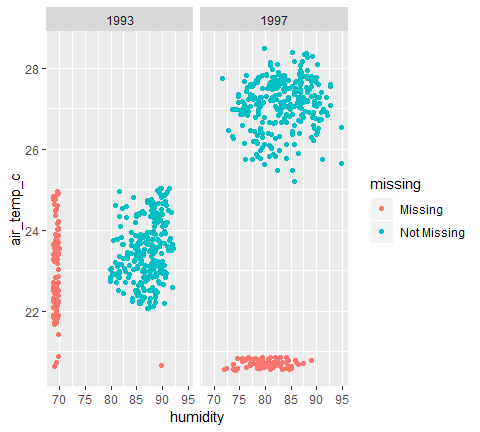 1993 1997
28
26
24
22
air_temp_c
70 75 80 85 90 95 70 75 80 85 90 95
humidity
missing
Missing
Not Missing